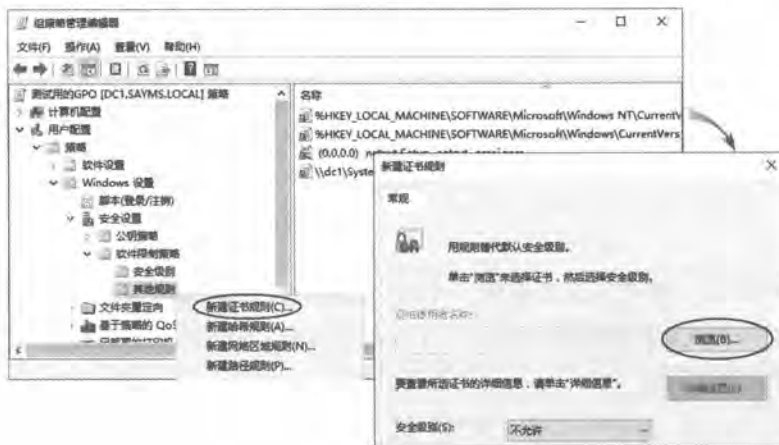 组策略管理编辑器
文件(F) 操作(A) 查看(V) 帮助(H)
测试用的GPO [DC1.SAYMS.LOCAL] 策略
计算机配置
用户配置
策略
软件设置
Windows 设置
脚本(登录/注销)
安全设置
公钥策略
软件限制策略
安全级别
其他规则
文件夹重定向
基于策略的 QoS
名称
%HKEY_LOCAL_MACHINE\SOFTWARE\Microsoft\Windows NT\CurrentV
%HKEY_LOCAL_MACHINE\SOFTWARE\Microsoft\Windows\CurrentVers
(0.0.0.0)
\\dc1\Syste
新建证书规则(C)...
新建哈希规则(A)...
新建网络区域规则(N)...
新建路径规则(P)...
新建证书规则
常规
用规则替代默认安全级别。
单击"浏览"来选择证书，然后选择安全级别。
浏览(B)...
要查看所选证书的详细信息，请单击"详细信息"。
安全级别(S):
不允许